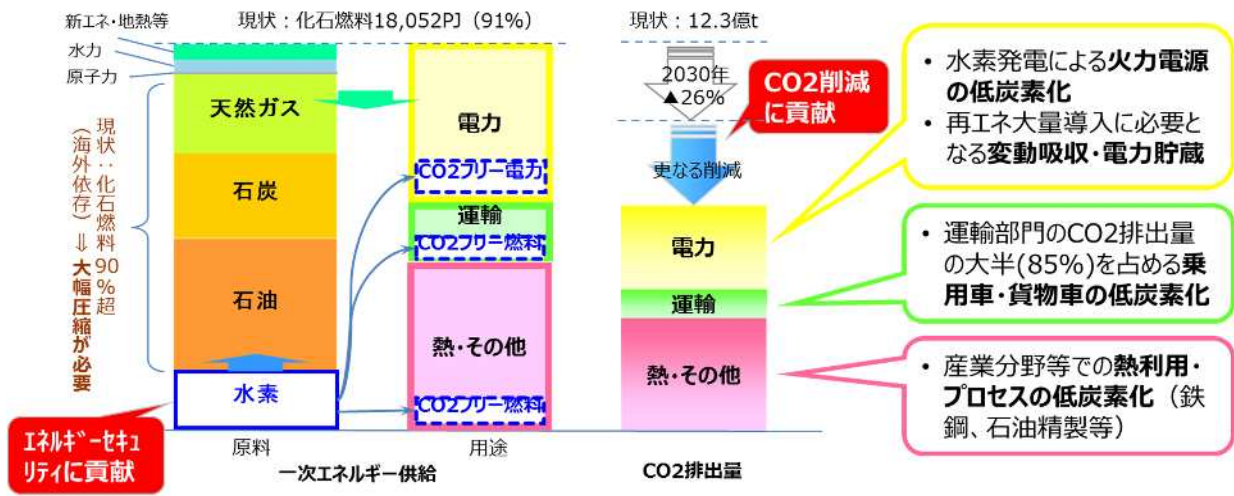 現状：化石燃料18,052PJ（91%）
現状：12.3億t
新エネ・地熱等
水力
原子力
天然ガス
石炭
石油
水素
現状：化石燃料90%超
（海外依存）⇒大幅圧縮が必要
エネルギーセキュ
リティに貢献
電力
CO2フリー電力
運輸
CO2フリー燃料
熱・その他
CO2フリー燃料
原料
用途
一次エネルギー供給
2030年
▲26%
CO2削減
に貢献
更なる削減
電力
運輸
熱・その他
CO2排出量
• 水素発電による火力電源
の低炭素化
• 再エネ大量導入に必要と
なる変動吸収・電力貯蔵
• 運輸部門のCO2排出量
の大半(85%)を占める乗
用車・貨物車の低炭素化
• 産業分野等での熱利用・
プロセスの低炭素化（鉄
鋼、石油精製等）